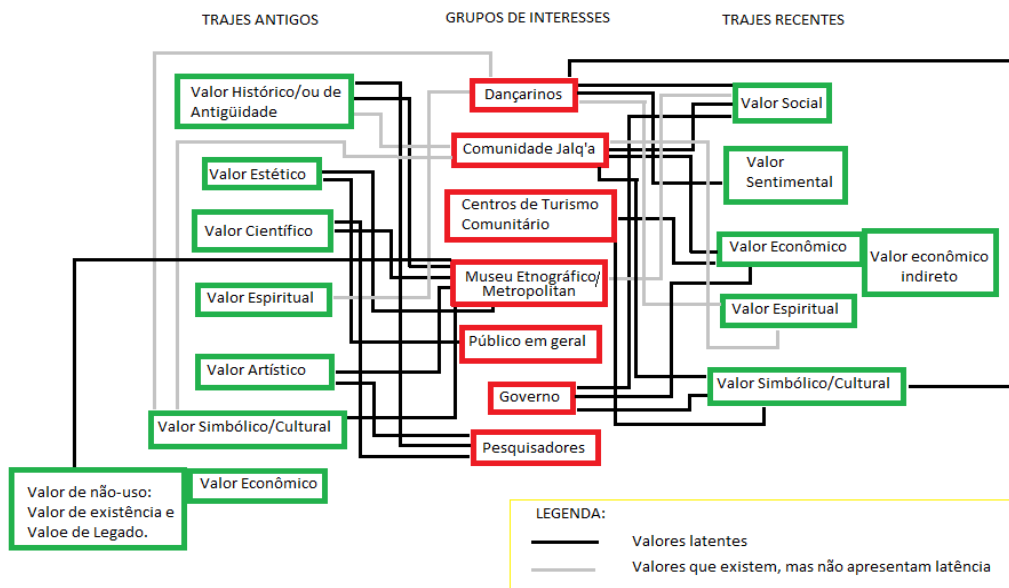 TRAJES ANTIGOS
GRUPOS DE INTERESSES
TRAJES RECENTES
Valor Histórico/ou de
Antigüidade
Valor Estético
Valor Científico
Valor Espiritual
Valor Artístico
Valor Simbólico/Cultural
Valor de não-uso:
Valor de existência e
Valoe de Legado.
Valor Econômico
Dançarinos
Comunidade Jalq'a
Centros de Turismo
Comunitário
Museu Etnográfico/
Metropolitan
Público em geral
Governo
Pesquisadores
Valor Social
Valor
Sentimental
Valor Econômico
Valor econômico
indireto
Valor Espiritual
Valor Simbólico/Cultural
LEGENDA:
Valores latentes
Valores que existem, mas não apresentam latência